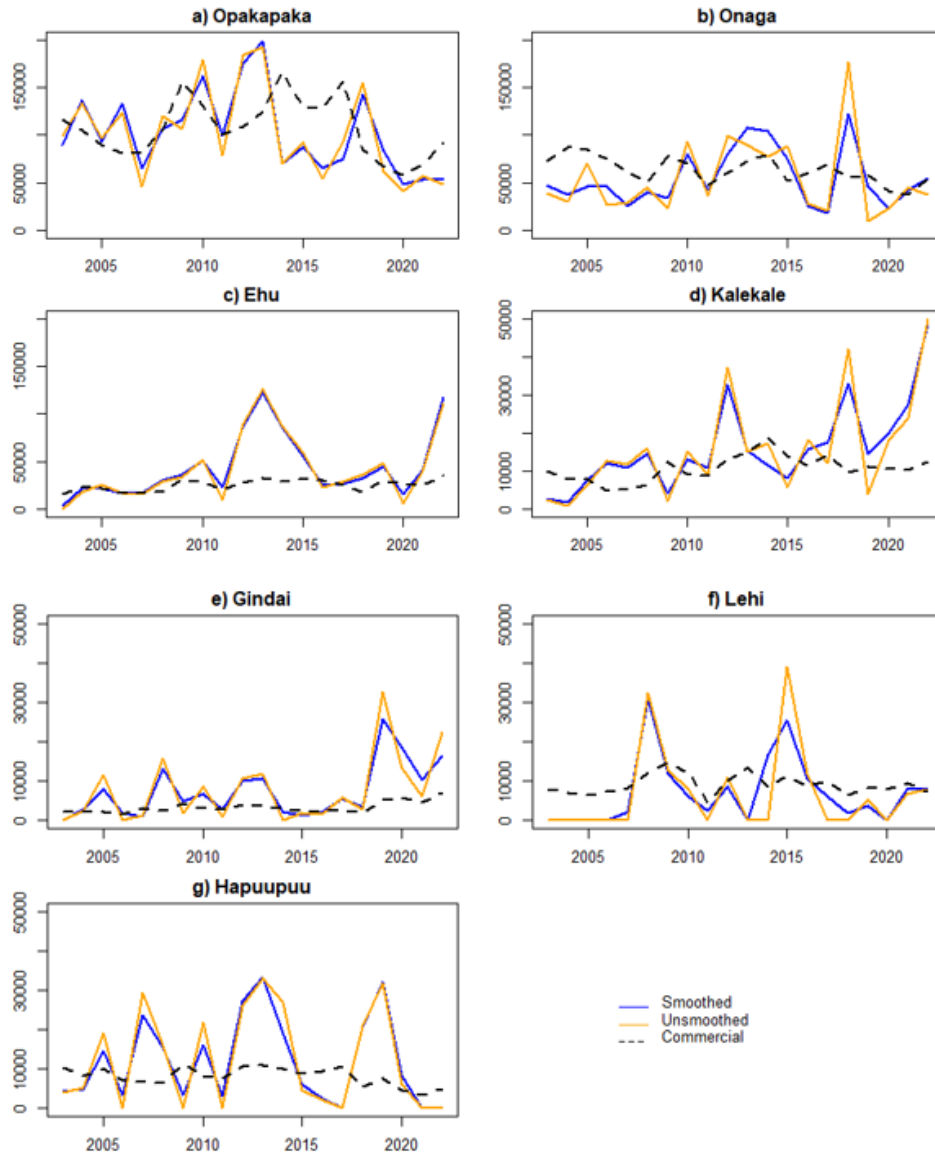 a) Opakapaka
b) Onaga
0 50000 150000
0 50000 150000
2005 2010 2015 2020
2005 2010 2015 2020
c) Ehu
d) Kalekale
0 50000 150000
0 10000 30000 50000
2005 2010 2015 2020
2005 2010 2015 2020
e) Gindai
f) Lehi
0 10000 30000 50000
0 10000 30000 50000
2005 2010 2015 2020
2005 2010 2015 2020
g) Hapuupuu
0 10000 30000 50000
2005 2010 2015 2020
Smoothed
Unsmoothed
Commercial